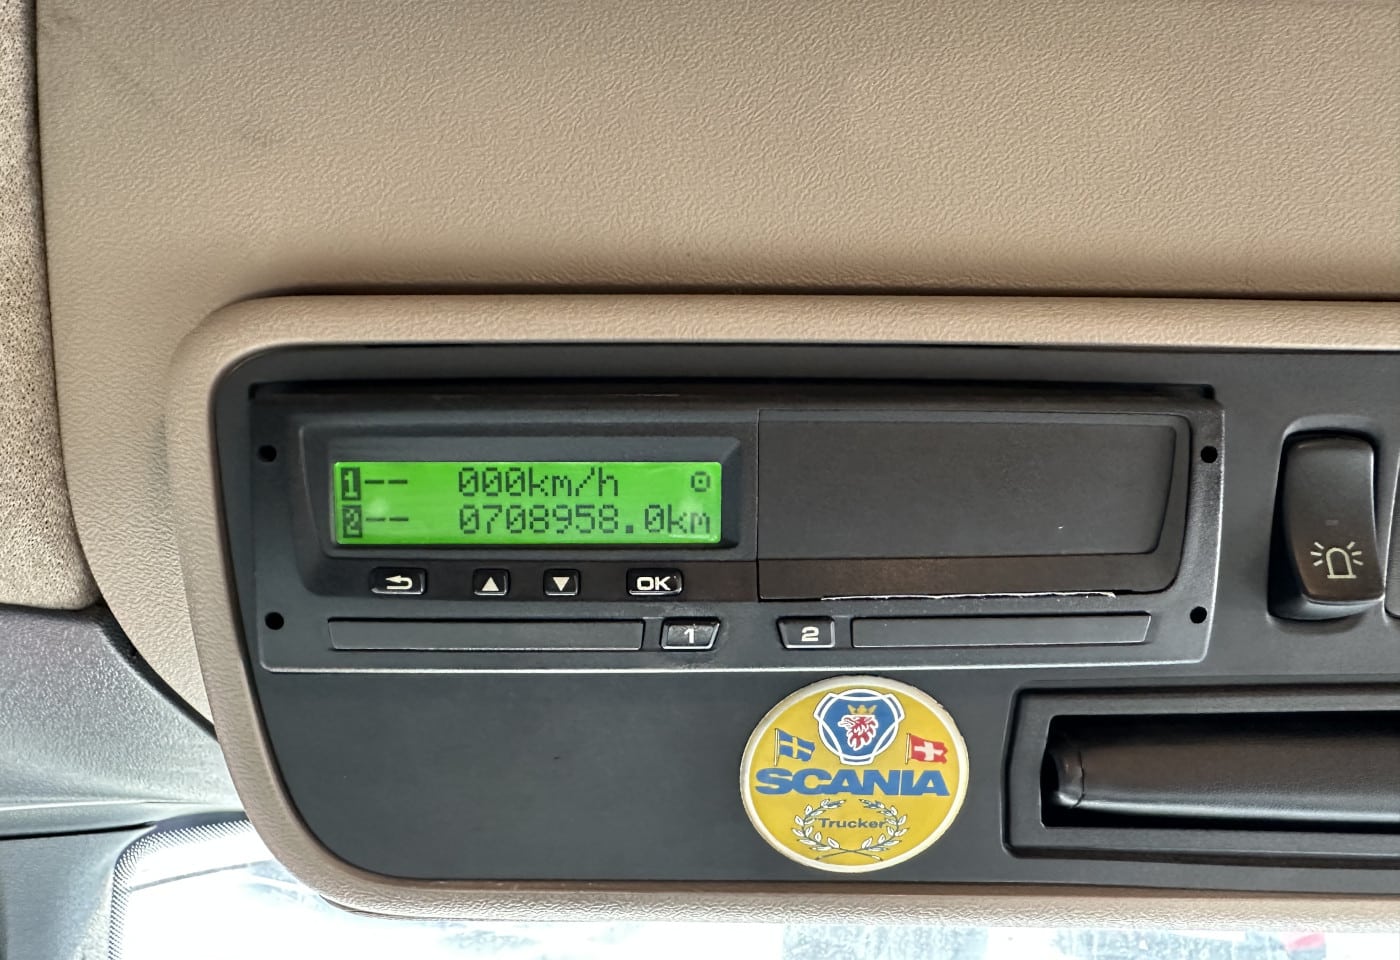 1-- 000km/h
2-- 0708958.0km
OK
1
2
SCANIA
Trucker